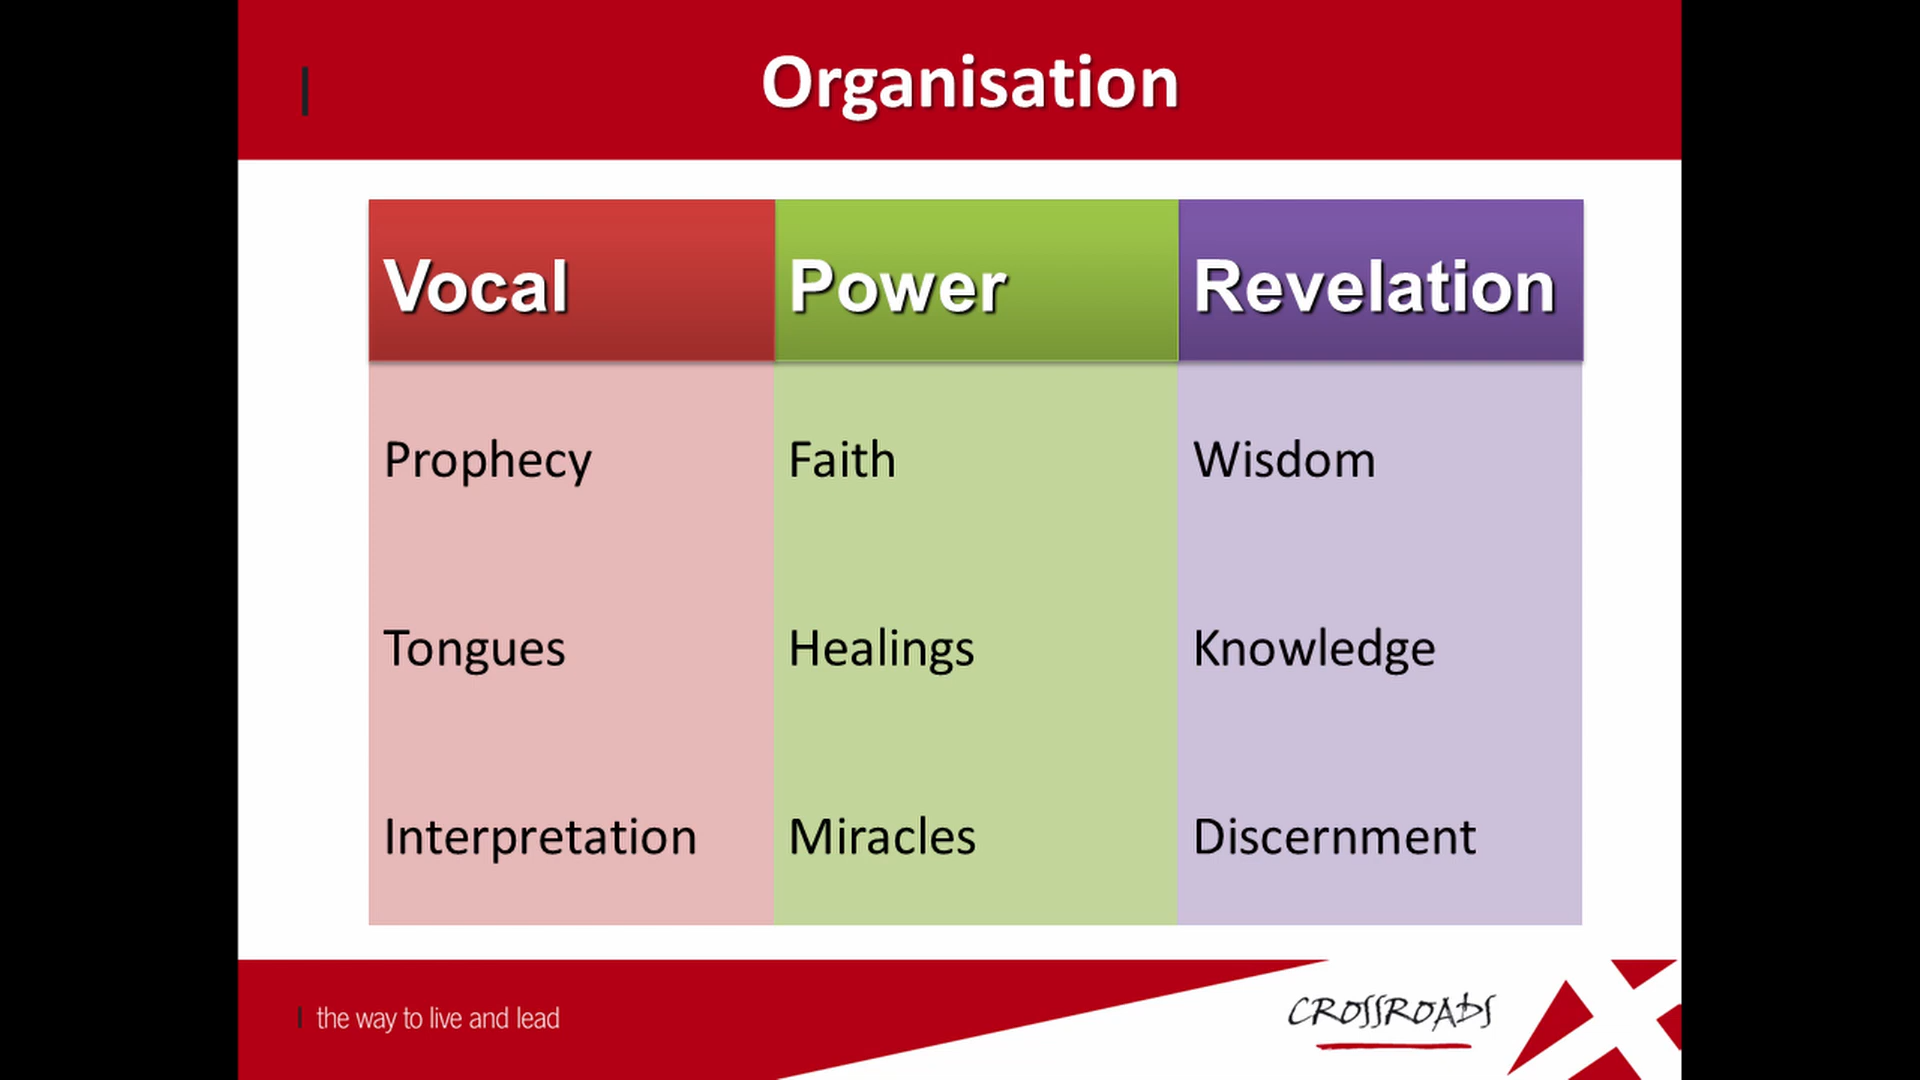 Organisation
Vocal Power Revelation
Prophecy Faith Wisdom
Tongues Healings Knowledge
Interpretation Miracles Discernment
the way to live and lead
CROSSROADS